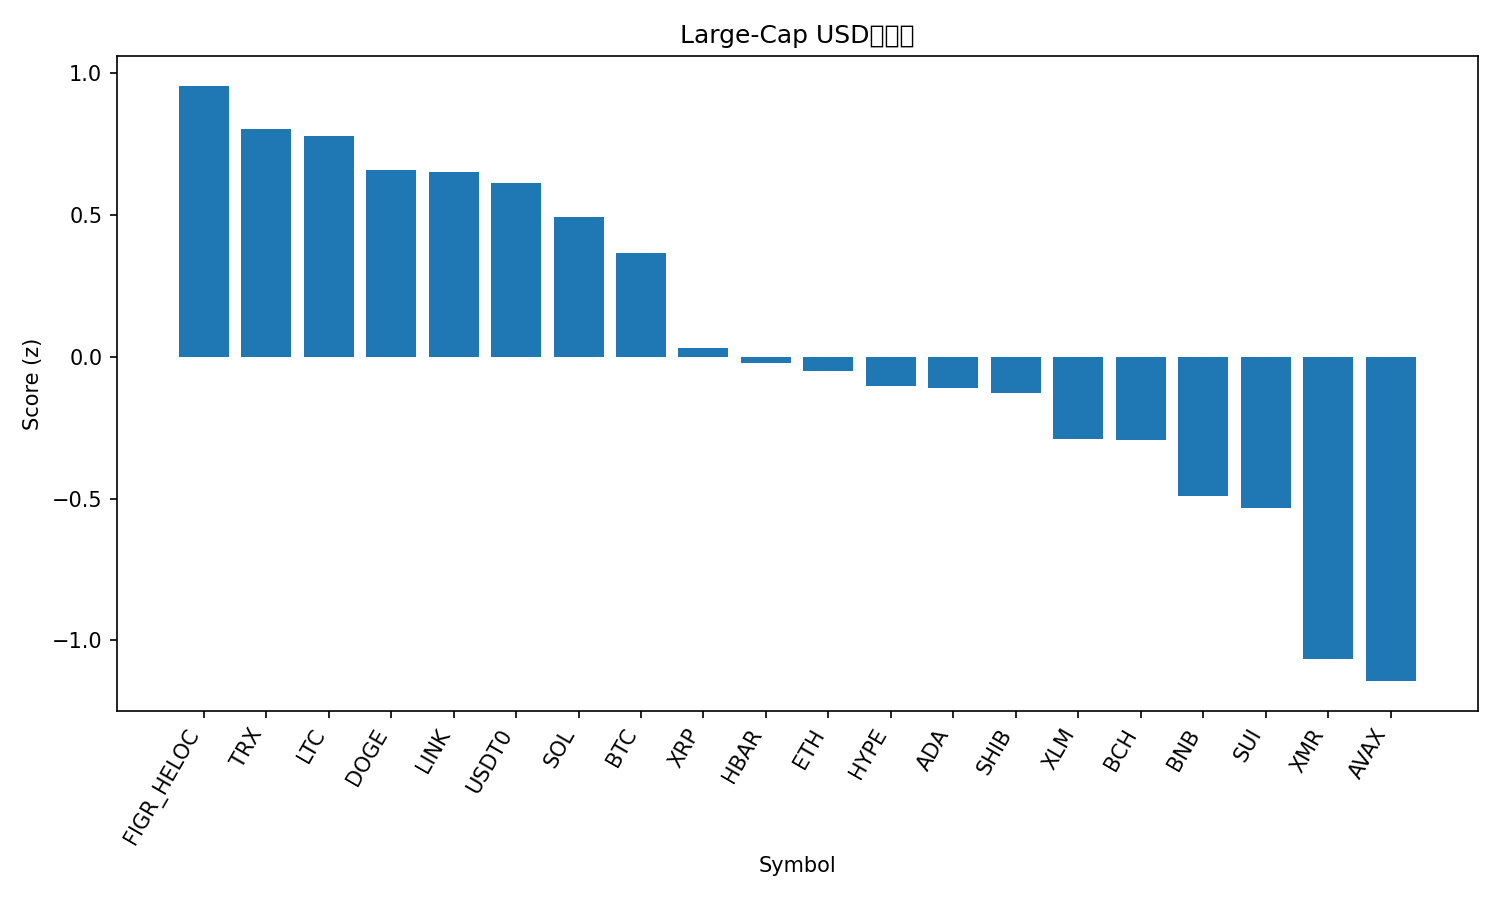 Large-Cap USD
Score (z)
1.0
0.5
0.0
−0.5
−1.0
FIGR_HELOC
TRX
LTC
DOGE
LINK
USDT0
SOL
BTC
XRP
HBAR
ETH
HYPE
ADA
SHIB
XLM
BCH
BNB
SUI
XMR
AVAX
Symbol